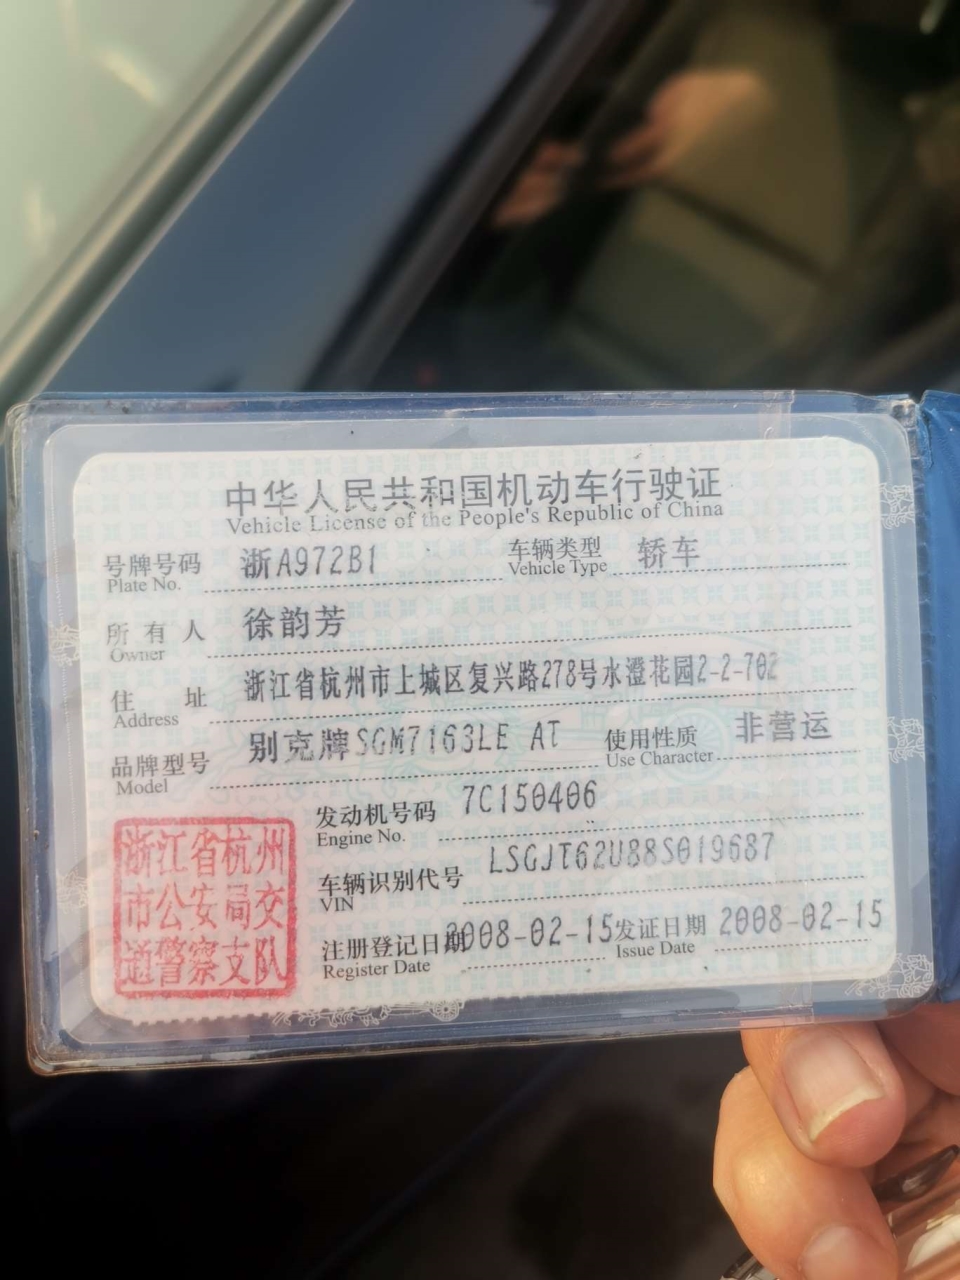 中华人民共和国机动车行驶证
Vehicle License of the People's Republic of China
号牌号码 浙A972B1 车辆类型 轿车
Plate No. Vehicle Type
所有人 徐韵芳
Owner
住址 浙江省杭州市上城区复兴路278号水澄花园2-2-702
Address
品牌型号 别克牌SGM7163LE AT 使用性质 非营运
Model Use Character
发动机号码 7C150406
Engine No.
车辆识别代号 LSGJT62U88S019687
VIN
注册登记日期 2008-02-15 发证日期 2008-02-15
Register Date Issue Date
浙江省杭州
市公安局交
通警察支队